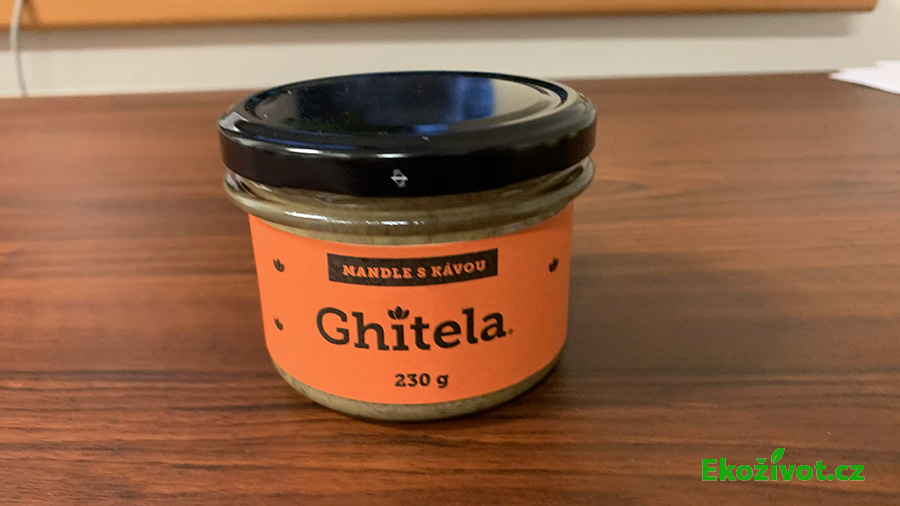 MANDLE S KÁVOU
Ghitela
230 g
Ekoživot.cz